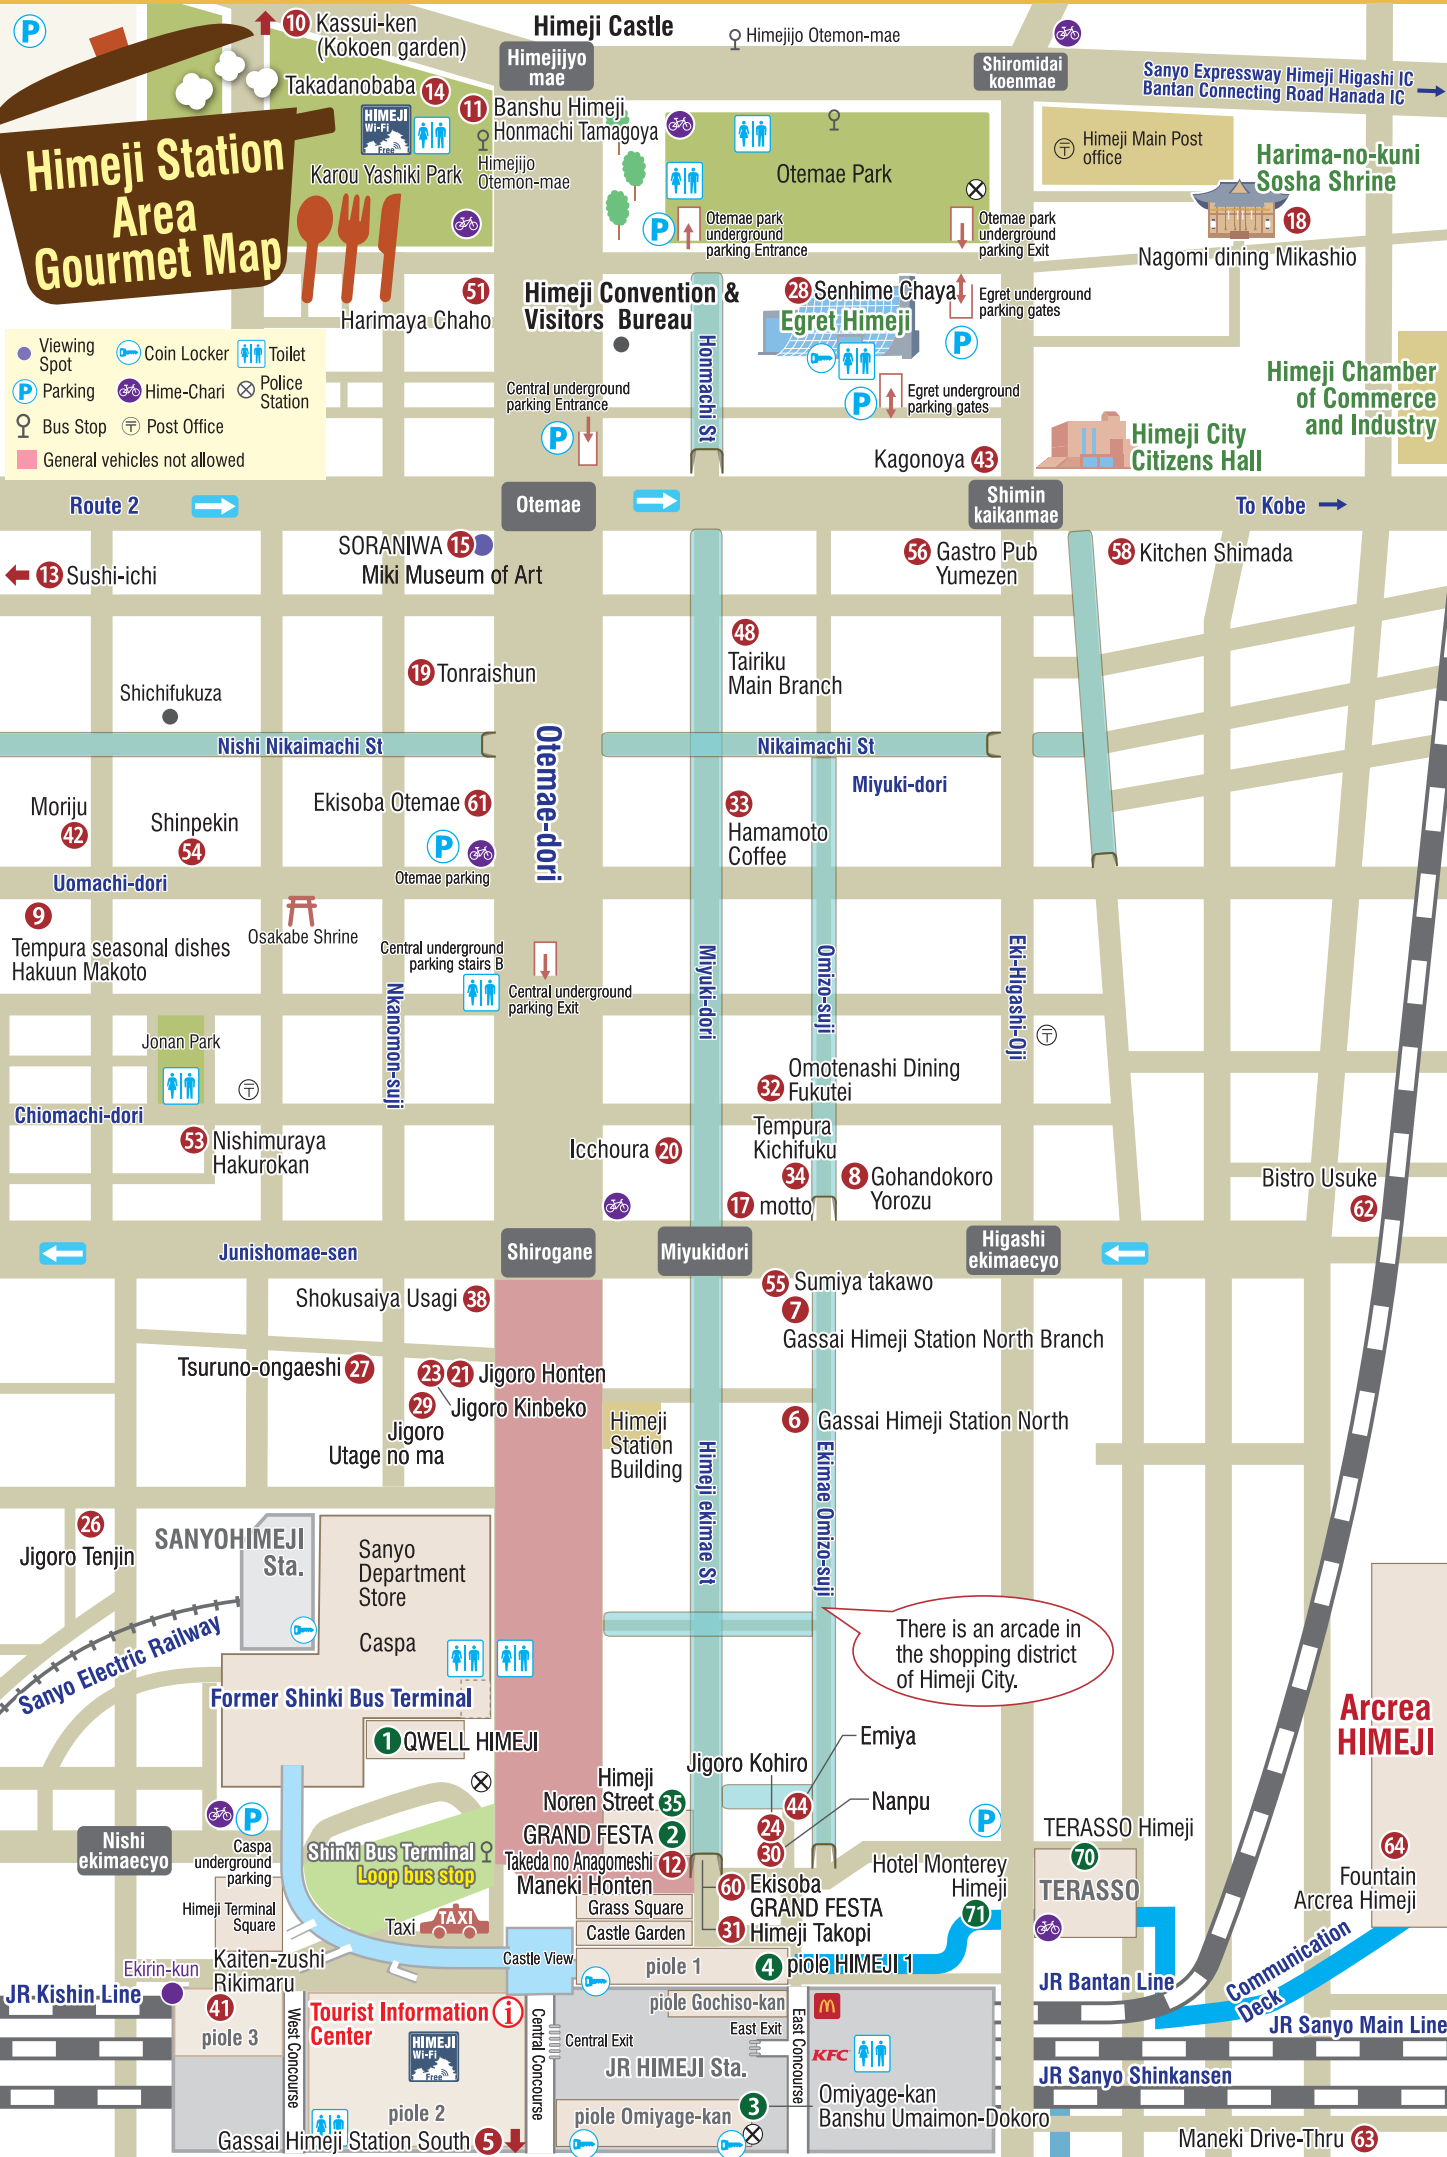 P
10 Kassui-ken
(Kokoen garden)
Himeji Castle
Himejijyo
mae
Himejijo Otemon-mae
Shiromidai
koenmae
Sanyo Expressway Himeji Higashi IC
Bantan Connecting Road Hanada IC
Takadanobaba 14
11 Banshu Himeji
Honmachi Tamagoya
HIMEJI
Wi-Fi
Free
Karou Yashiki Park
Himejijo
Otemon-mae
Himeji Station
Area
Gourmet Map
Otemae Park
Himeji Main Post
office
Harima-no-kuni
Sosha Shrine
18
Nagomi dining Mikashio
P
Otemae park
underground
parking Entrance
Otemae park
underground
parking Exit
51
Harimaya Chaho
Himeji Convention &
Visitors Bureau
28 Senhime Chaya
Egret Himeji
Egret underground
parking gates
P
Honmachi St
Viewing
Spot
Coin Locker
Toilet
P Parking
Hime-Chari
Police
Station
Bus Stop
Post Office
General vehicles not allowed
Central underground
parking Entrance
P
P
Egret underground
parking gates
Himeji Chamber
of Commerce
and Industry
Himeji City
Citizens Hall
Kagonoya 43
Route 2
Otemae
Shimin
kaikanmae
To Kobe
SORANIWA 15
Miki Museum of Art
13 Sushi-ichi
56 Gastro Pub
Yumezen
58 Kitchen Shimada
48
Tairiku
Main Branch
19 Tonraishun
Shichifukuza
Nishi Nikaimachi St
Otemae-dori
Nikaimachi St
Miyuki-dori
Moriju
42
Shinpekin
54
Ekisoba Otemae 61
P
Otemae parking
33
Hamamoto
Coffee
Uomachi-dori
9
Tempura seasonal dishes
Hakuun Makoto
Osakabe Shrine
Central underground
parking stairs B
Central underground
parking Exit
Nkanomon-suji
Miyuki-dori
Omizo-suji
Eki-Higashi-Oji
Jonan Park
Chiomachi-dori
53 Nishimuraya
Hakurokan
32 Omotenashi Dining
Fukutei
Tempura
Kichifuku
34
Icchoura 20
8 Gohandokoro
Yorozu
17 motto
Bistro Usuke
62
Junishomae-sen
Shirogane
Miyukidori
Higashi
ekimaecyo
Shokusaiya Usagi 38
55 Sumiya takawo
7
Gassai Himeji Station North Branch
Tsuruno-ongaeshi 27
23 21 Jigoro Honten
Jigoro Kinbeko
29
Jigoro
Utage no ma
Himeji
Station
Building
6 Gassai Himeji Station North
Himeji ekimae St
Ekimae Omizo-suji
26
Jigoro Tenjin
SANYOHIMEJI
Sta.
Sanyo
Department
Store
Caspa
Sanyo Electric Railway
Former Shinki Bus Terminal
There is an arcade in
the shopping district
of Himeji City.
1 QWELL HIMEJI
Arcrea
HIMEJI
Emiya
Jigoro Kohiro
44
Nanpu
24
30
Himeji
Noren Street 35
GRAND FESTA 2
Takeda no Anagomeshi 12
Maneki Honten
P
Caspa
underground
parking
Nishi
ekimaecyo
Shinki Bus Terminal
Loop bus stop
Himeji Terminal
Square
Taxi
TAXI
Grass Square
Castle Garden
60 Ekisoba
GRAND FESTA
31 Himeji Takopi
P
Hotel Monterey
Himeji
71
TERASSO Himeji
70
TERASSO
64
Fountain
Arcrea Himeji
Kaiten-zushi
Rikimaru
41
Ekirin-kun
Castle View
piole 1
4 piole HIMEJI 1
JR Bantan Line
Communication
Deck
JR Kishin Line
piole 3
West Concourse
Tourist Information
Center
i
HIMEJI
Wi-Fi
Free
Central Concourse
piole Gochiso-kan
Central Exit
East Exit
East Concourse
JR HIMEJI Sta.
M
KFC
JR Sanyo Main Line
JR Sanyo Shinkansen
piole 2
piole Omiyage-kan
3
Omiyage-kan
Banshu Umaimon-Dokoro
Gassai Himeji Station South 5
Maneki Drive-Thru 63